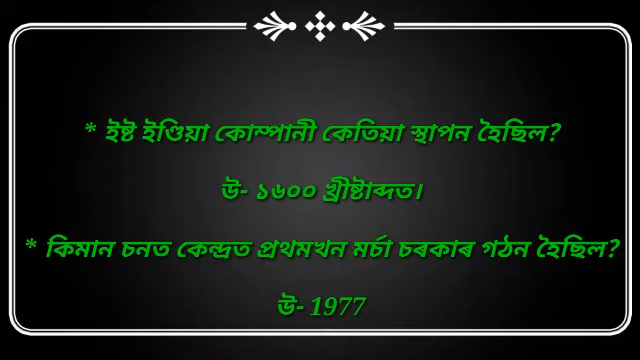 * ইষ্ট ইণ্ডিয়া কোম্পানী কেতিয়া স্থাপন হৈছিল?
উ- ১৬০০ খ্ৰীষ্টাব্দত।
* কিমান চনত কেন্দ্ৰত প্ৰথমখন মৰ্চা চৰকাৰ গঠন হৈছিল?
উ- 1977